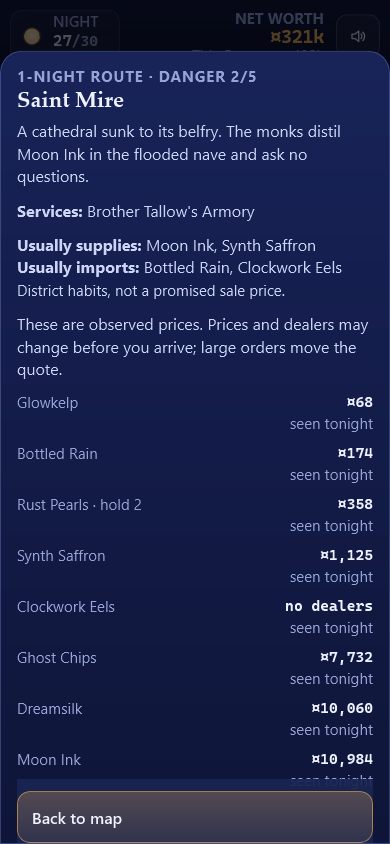 NIGHT
27/30
NET WORTH
¤321k
1-NIGHT ROUTE · DANGER 2/5
Saint Mire
A cathedral sunk to its belfry. The monks distil
Moon Ink in the flooded nave and ask no
questions.
Services: Brother Tallow's Armory
Usually supplies: Moon Ink, Synth Saffron
Usually imports: Bottled Rain, Clockwork Eels
District habits, not a promised sale price.
These are observed prices. Prices and dealers may
change before you arrive; large orders move the
quote.
Glowkelp ¤68
seen tonight
Bottled Rain ¤174
seen tonight
Rust Pearls · hold 2 ¤358
seen tonight
Synth Saffron ¤1,125
seen tonight
Clockwork Eels no dealers
seen tonight
Ghost Chips ¤7,732
seen tonight
Dreamsilk ¤10,060
seen tonight
Moon Ink ¤10,984
seen tonight
Back to map